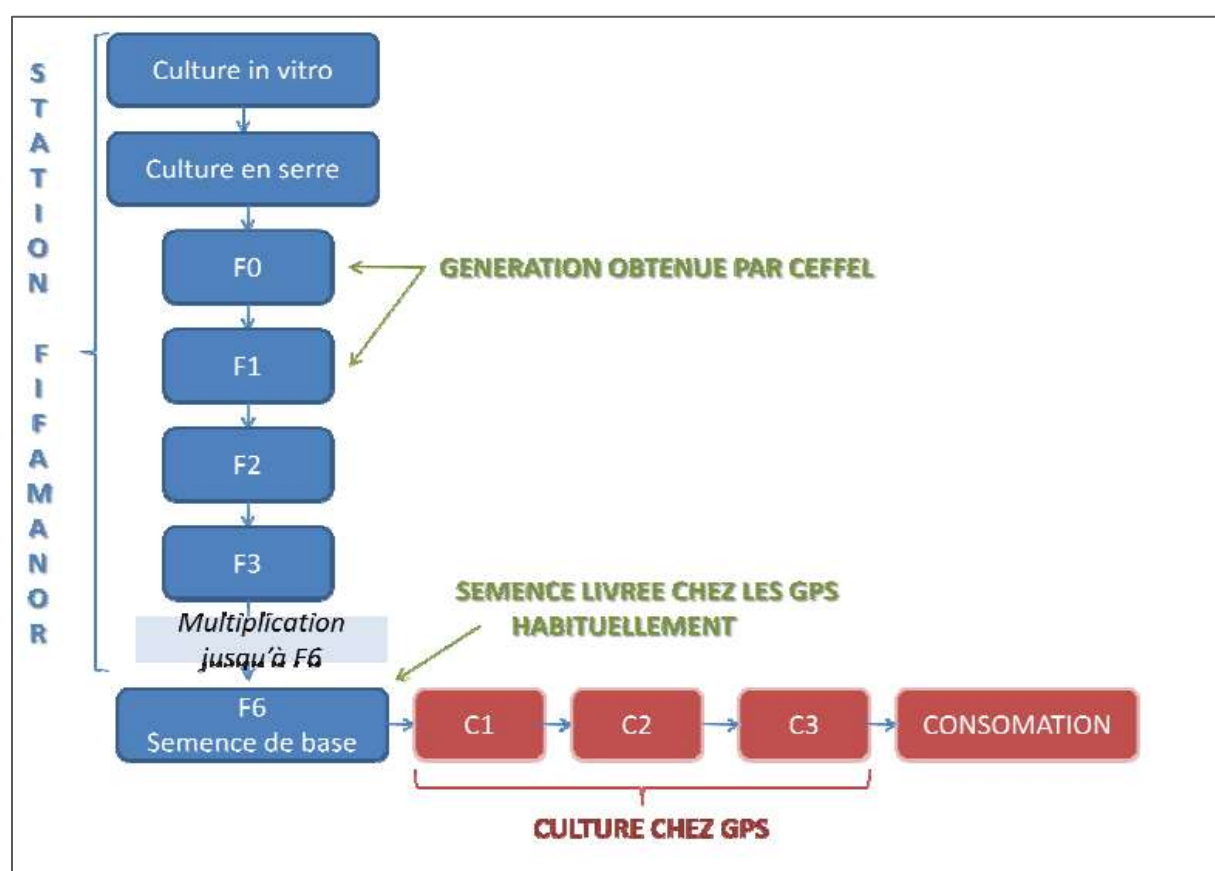 STATION FIFAMANOR
Culture in vitro
Culture en serre
F0
GENERATION OBTENUE PAR CEFFEL
F1
F2
F3
Multiplication
jusqu'à F6
SEMENCE LIVREE CHEZ LES GPS
HABITUELLEMENT
F6
Semence de base
C1
C2
C3
CONSOMATION
CULTURE CHEZ GPS